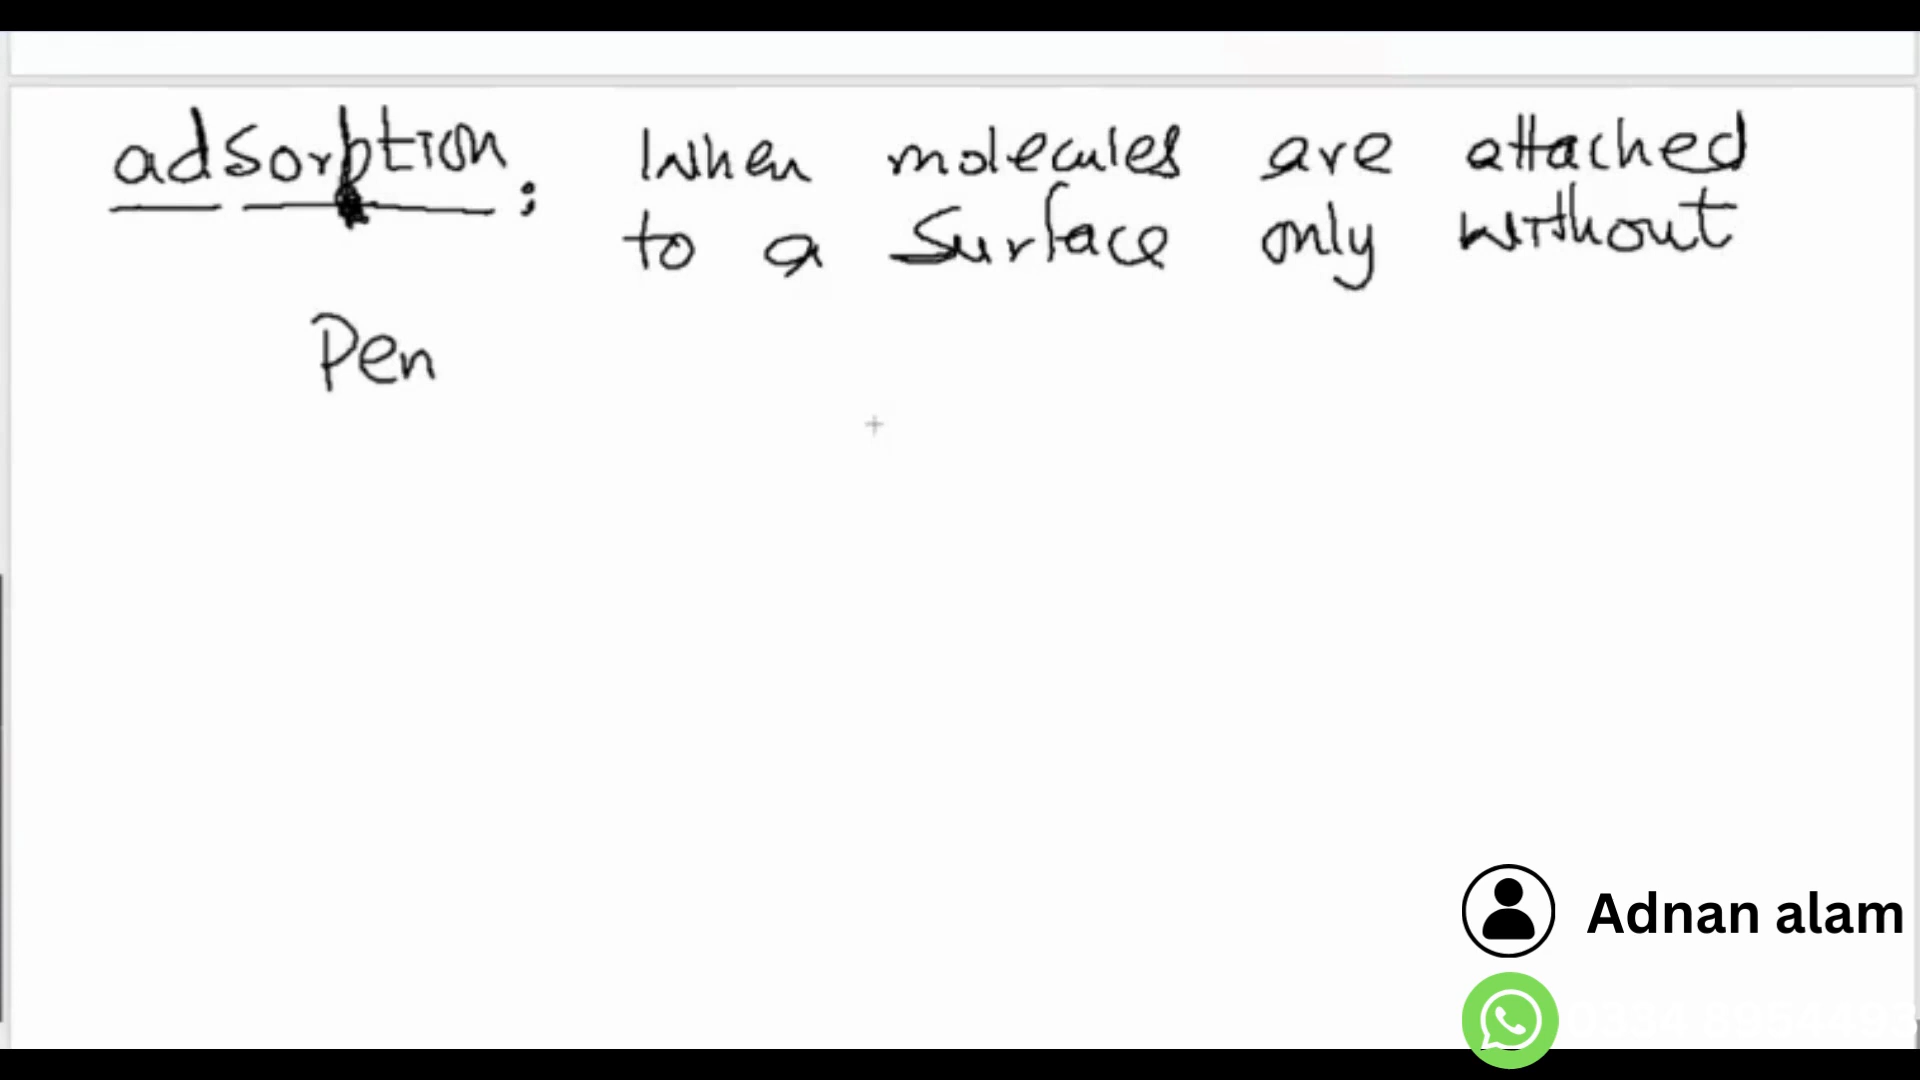 adsorption : When molecules are attached
to a Surface only without
Pen
Adnan alam